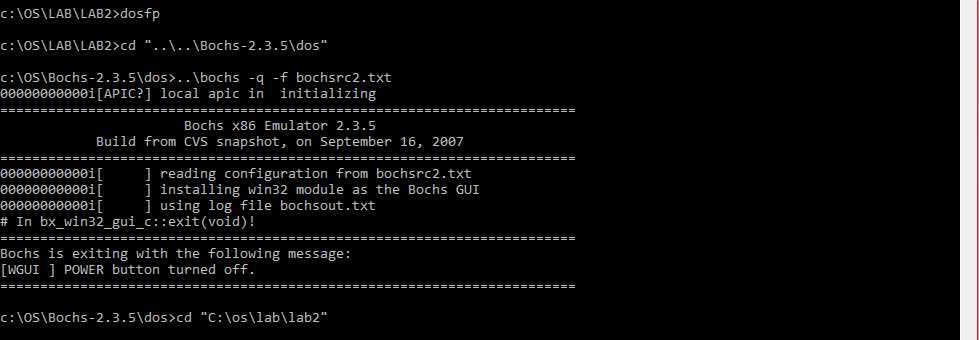 c:\OS\LAB\LAB2>dosfp
c:\OS\LAB\LAB2>cd "..\..\Bochs-2.3.5\dos"
c:\OS\Bochs-2.3.5\dos>..\bochs -q -f bochsrc2.txt
00000000000i[APIC?] local apic in  initializing
========================================================================
Bochs x86 Emulator 2.3.5
Build from CVS snapshot, on September 16, 2007
========================================================================
00000000000i[     ] reading configuration from bochsrc2.txt
00000000000i[     ] installing win32 module as the Bochs GUI
00000000000i[     ] using log file bochsout.txt
# In bx_win32_gui_c::exit(void)!
========================================================================
Bochs is exiting with the following message:
[WGUI ] POWER button turned off.
========================================================================
c:\OS\Bochs-2.3.5\dos>cd "C:\os\lab\lab2"